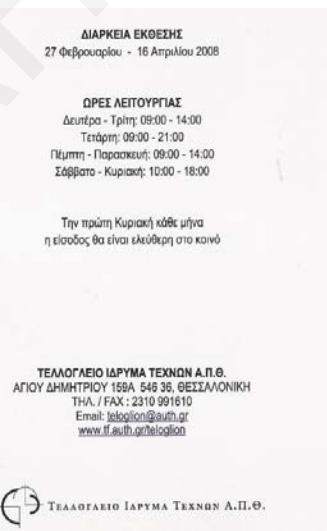 ΔΙΑΡΚΕΙΑ ΕΚΘΕΣΗΣ
27 Φεβρουαρίου - 16 Απριλίου 2008
ΩΡΕΣ ΛΕΙΤΟΥΡΓΙΑΣ
Δευτέρα - Τρίτη: 09:00 - 14:00
Τετάρτη: 09:00 - 21:00
Πέμπτη - Παρασκευή: 09:00 - 14:00
Σάββατο - Κυριακή: 10:00 - 18:00
Την πρώτη Κυριακή κάθε μήνα
η είσοδος θα είναι ελεύθερη στο κοινό
ΤΕΛΛΟΓΛΕΙΟ ΙΔΡΥΜΑ ΤΕΧΝΩΝ Α.Π.Θ.
ΑΓΙΟΥ ΔΗΜΗΤΡΙΟΥ 159Α 546 36, ΘΕΣΣΑΛΟΝΙΚΗ
ΤΗΛ. / FAX : 2310 991610
Email: teloglion@auth.gr
www.tf.auth.gr/teloglion
ΤΕΛΛΟΓΛΕΙΟ ΙΔΡΥΜΑ ΤΕΧΝΩΝ Α.Π.Θ.